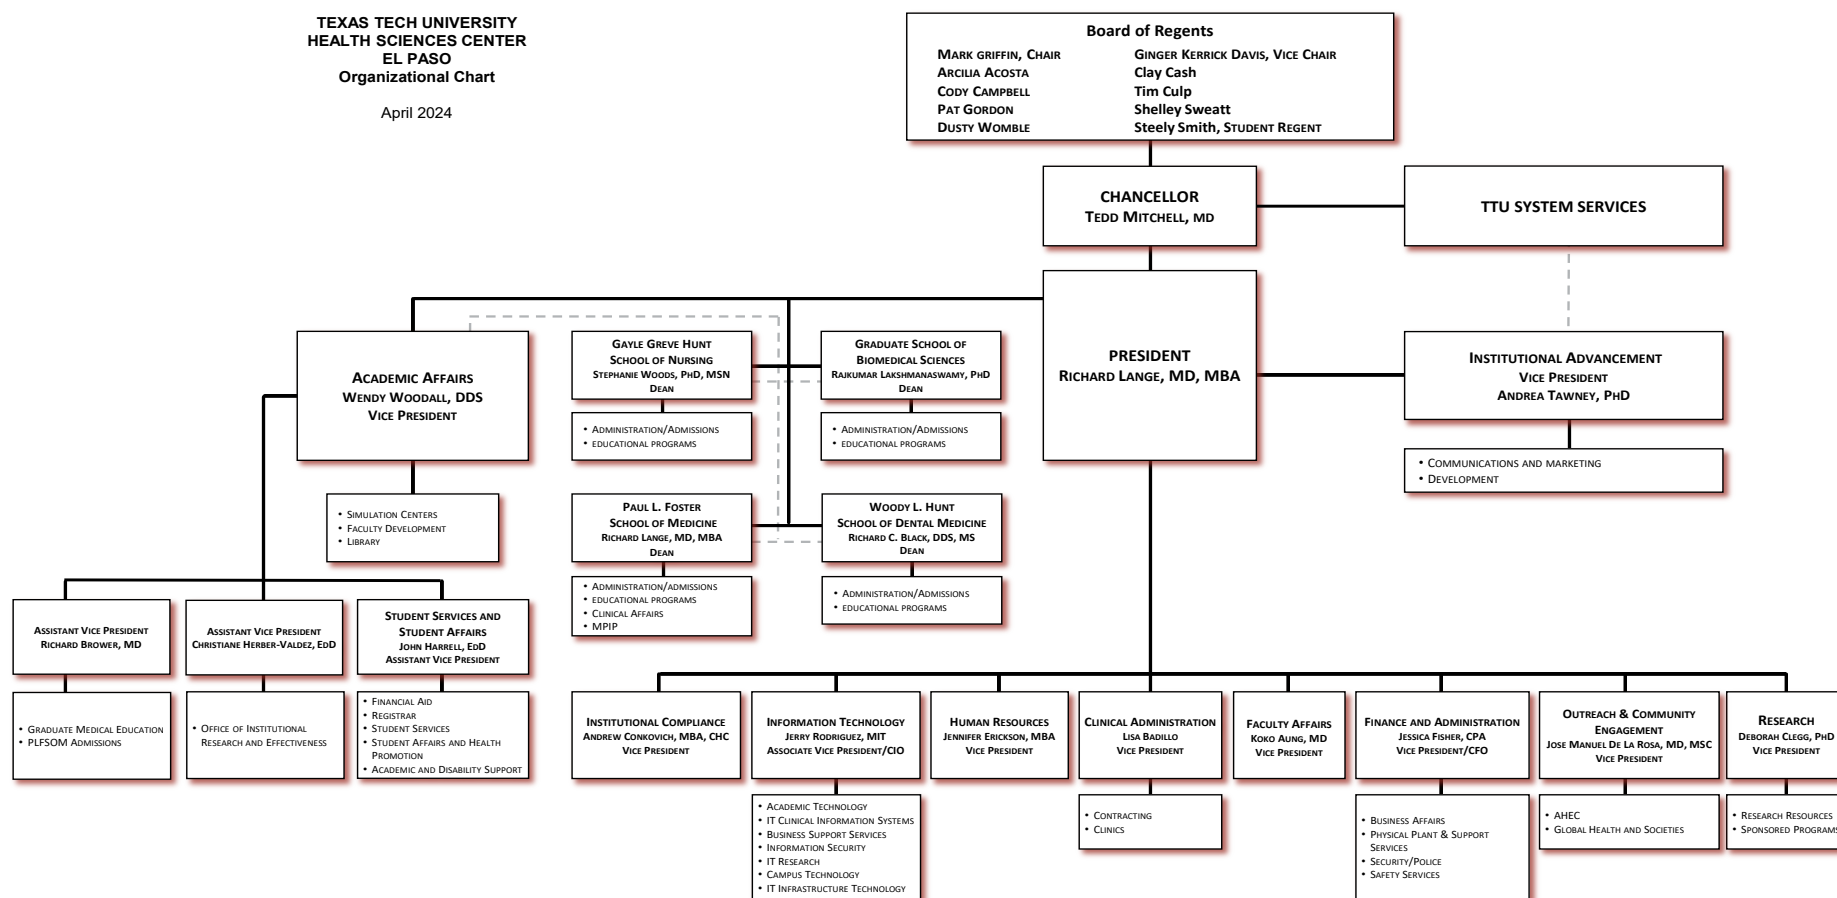 TEXAS TECH UNIVERSITY
HEALTH SCIENCES CENTER
EL PASO
Organizational Chart
April 2024
Board of Regents
MARK GRIFFIN, CHAIR
GINGER KERRICK DAVIS, VICE CHAIR
ARCILIA ACOSTA
Clay Cash
CODY CAMPBELL
Tim Culp
PAT GORDON
Shelley Sweatt
DUSTY WOMBLE
Steely Smith, STUDENT REGENT
CHANCELLOR
TEDD MITCHELL, MD
TTU SYSTEM SERVICES
PRESIDENT
RICHARD LANGE, MD, MBA
INSTITUTIONAL ADVANCEMENT
VICE PRESIDENT
ANDREA TAWNEY, PHD
• COMMUNICATIONS AND MARKETING
• DEVELOPMENT
ACADEMIC AFFAIRS
WENDY WOODALL, DDS
VICE PRESIDENT
• SIMULATION CENTERS
• FACULTY DEVELOPMENT
• LIBRARY
GAYLE GREVE HUNT
SCHOOL OF NURSING
STEPHANIE WOODS, PHD, MSN
DEAN
• ADMINISTRATION/ADMISSIONS
• EDUCATIONAL PROGRAMS
GRADUATE SCHOOL OF
BIOMEDICAL SCIENCES
RAJKUMAR LAKSHMANASWAMY, PHD
DEAN
• ADMINISTRATION/ADMISSIONS
• EDUCATIONAL PROGRAMS
PAUL L. FOSTER
SCHOOL OF MEDICINE
RICHARD LANGE, MD, MBA
DEAN
• ADMINISTRATION/ADMISSIONS
• EDUCATIONAL PROGRAMS
• CLINICAL AFFAIRS
• MPIP
WOODY L. HUNT
SCHOOL OF DENTAL MEDICINE
RICHARD C. BLACK, DDS, MS
DEAN
• ADMINISTRATION/ADMISSIONS
• EDUCATIONAL PROGRAMS
ASSISTANT VICE PRESIDENT
RICHARD BROWER, MD
• GRADUATE MEDICAL EDUCATION
• PLFSOM ADMISSIONS
ASSISTANT VICE PRESIDENT
CHRISTIANE HERBER-VALDEZ, EDD
• OFFICE OF INSTITUTIONAL
RESEARCH AND EFFECTIVENESS
STUDENT SERVICES AND
STUDENT AFFAIRS
JOHN HARRELL, EDD
ASSISTANT VICE PRESIDENT
• FINANCIAL AID
• REGISTRAR
• STUDENT SERVICES
• STUDENT AFFAIRS AND HEALTH
PROMOTION
• ACADEMIC AND DISABILITY SUPPORT
INSTITUTIONAL COMPLIANCE
ANDREW CONKOVICH, MBA, CHC
VICE PRESIDENT
INFORMATION TECHNOLOGY
JERRY RODRIGUEZ, MIT
ASSOCIATE VICE PRESIDENT/CIO
• ACADEMIC TECHNOLOGY
• IT CLINICAL INFORMATION SYSTEMS
• BUSINESS SUPPORT SERVICES
• INFORMATION SECURITY
• IT RESEARCH
• CAMPUS TECHNOLOGY
• IT INFRASTRUCTURE TECHNOLOGY
HUMAN RESOURCES
JENNIFER ERICKSON, MBA
VICE PRESIDENT
CLINICAL ADMINISTRATION
LISA BADILLO
VICE PRESIDENT
• CONTRACTING
• CLINICS
FACULTY AFFAIRS
KOKO AUNG, MD
VICE PRESIDENT
FINANCE AND ADMINISTRATION
JESSICA FISHER, CPA
VICE PRESIDENT/CFO
• BUSINESS AFFAIRS
• PHYSICAL PLANT & SUPPORT
SERVICES
• SECURITY/POLICE
• SAFETY SERVICES
OUTREACH & COMMUNITY
ENGAGEMENT
JOSE MANUEL DE LA ROSA, MD, MSC
VICE PRESIDENT
• AHEC
• GLOBAL HEALTH AND SOCIETIES
RESEARCH
DEBORAH CLEGG, PHD
VICE PRESIDENT
• RESEARCH RESOURCES
• SPONSORED PROGRAMS